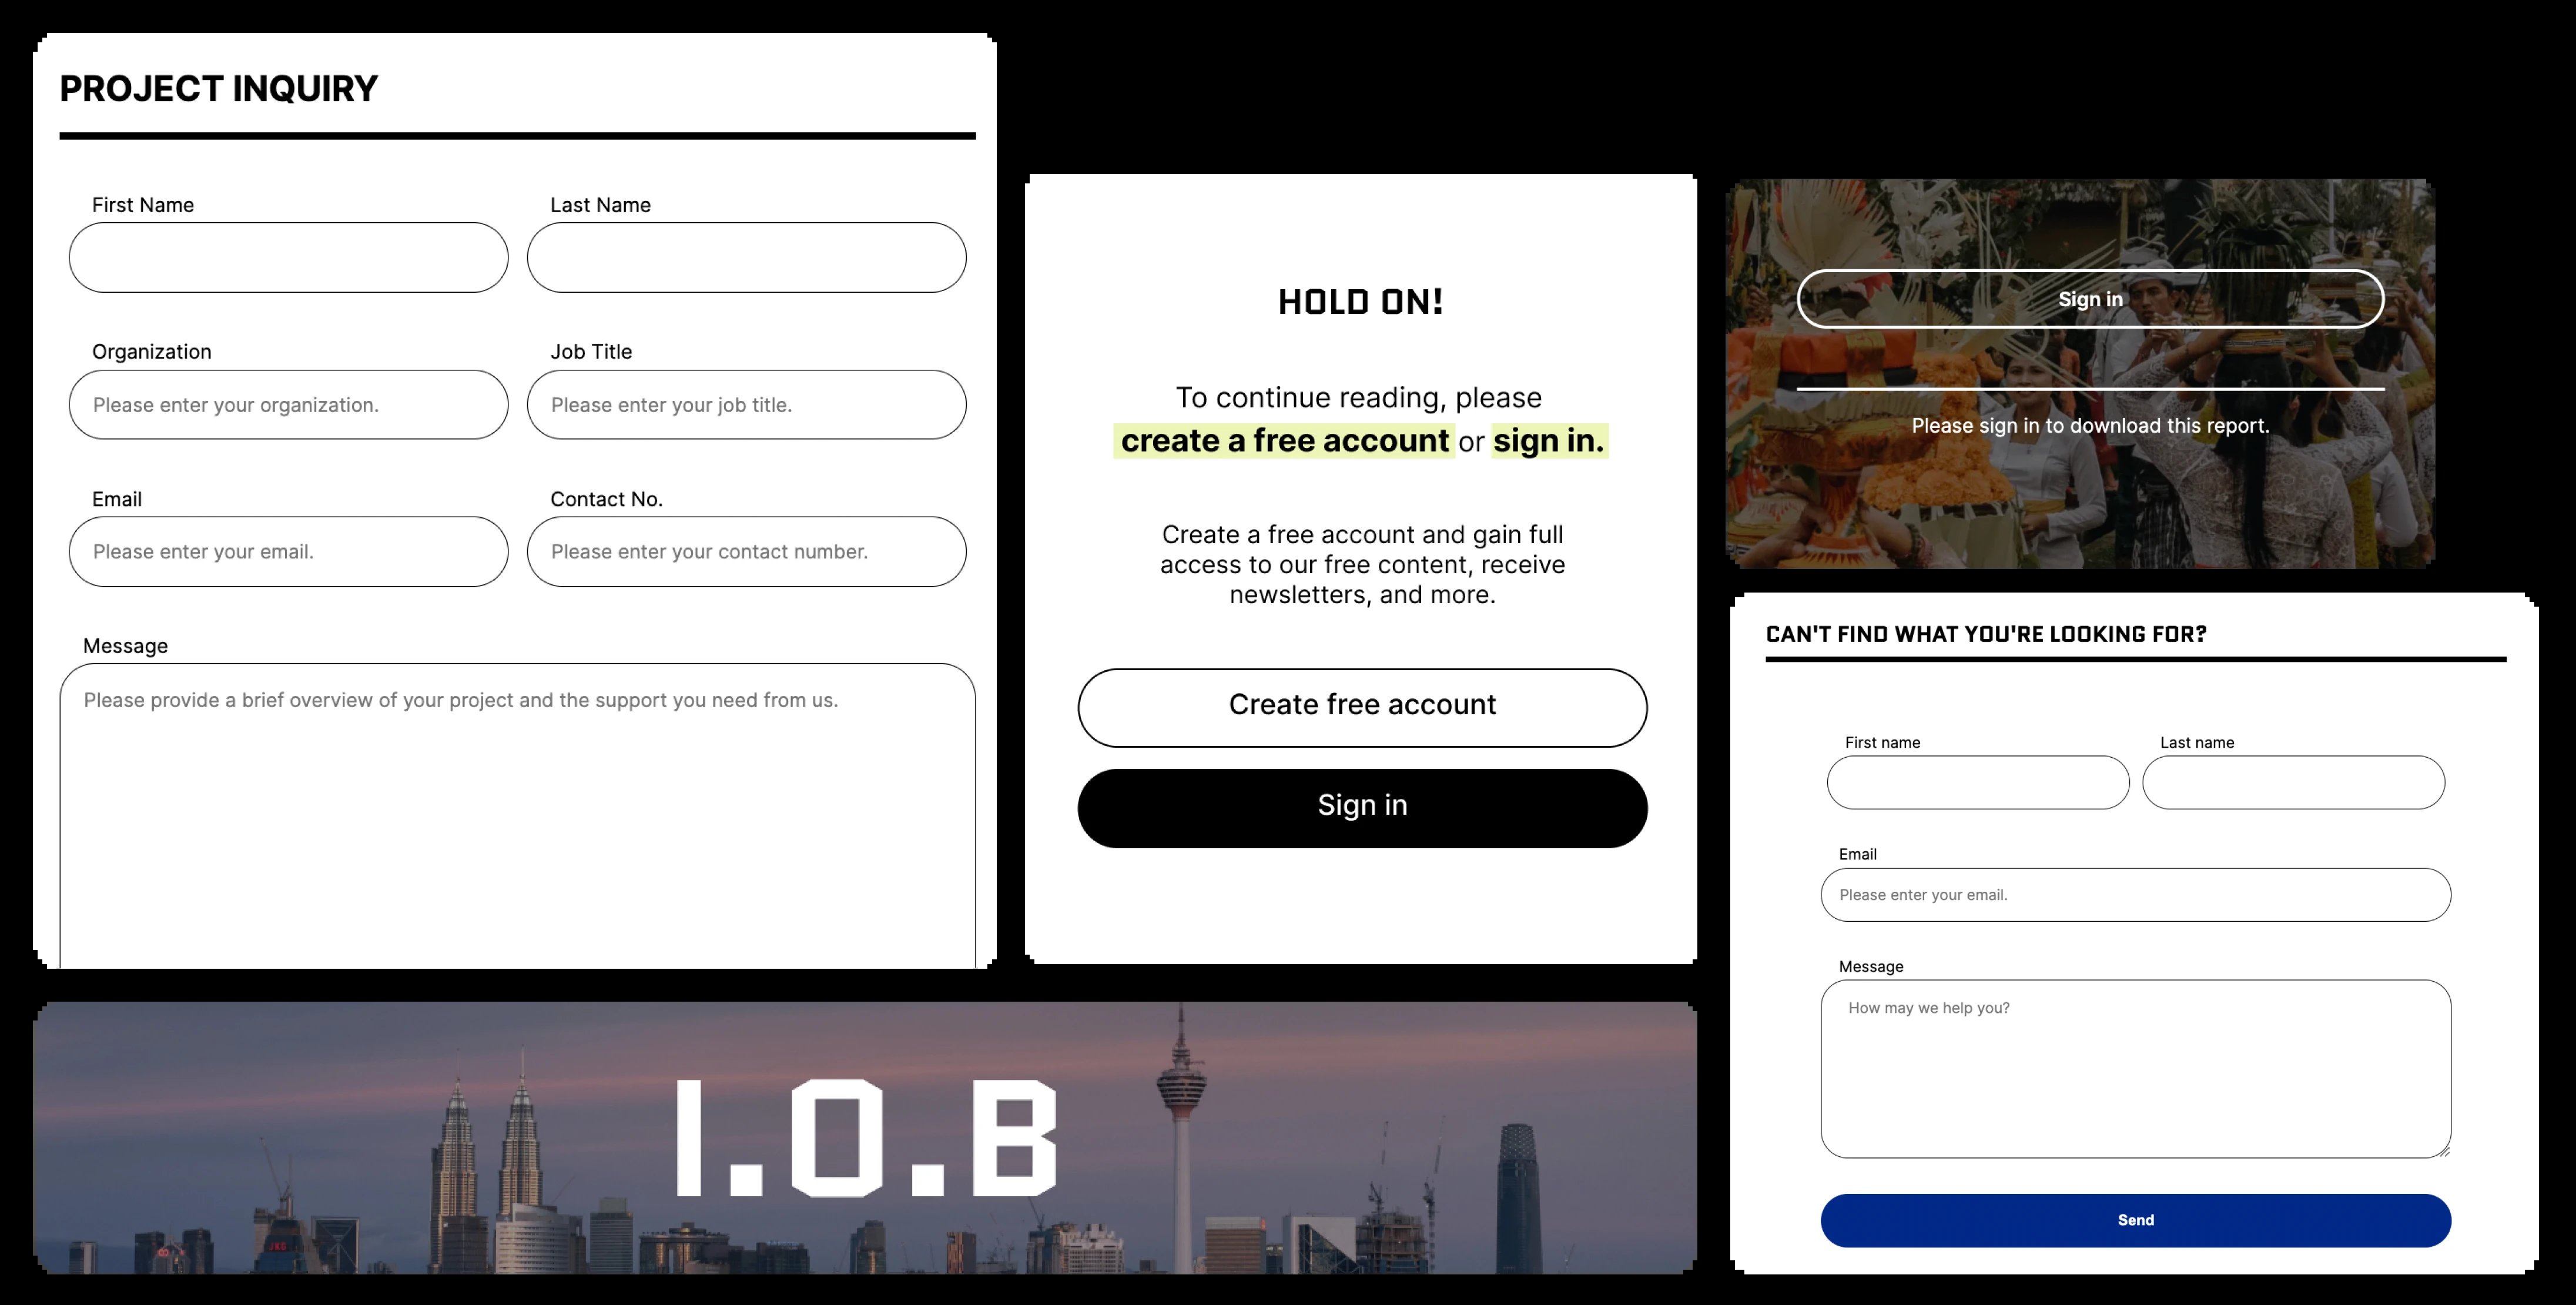 PROJECT INQUIRY
First Name
Last Name
Organization
Job Title
Please enter your organization.
Please enter your job title.
Email
Contact No.
Please enter your email.
Please enter your contact number.
Message
Please provide a brief overview of your project and the support you need from us.
HOLD ON!
To continue reading, please
create a free account or sign in.
Create a free account and gain full
access to our free content, receive
newsletters, and more.
Create free account
Sign in
Sign in
Please sign in to download this report.
CAN'T FIND WHAT YOU'RE LOOKING FOR?
First name
Last name
Email
Please enter your email.
Message
How may we help you?
Send
I.O.B
JKG